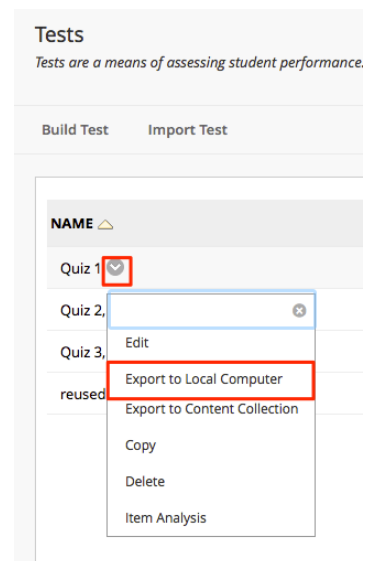 Tests
Tests are a means of assessing student performance.
Build Test Import Test
NAME
Quiz 1
Quiz 2,
Edit
Quiz 3,
Export to Local Computer
reused
Export to Content Collection
Copy
Delete
Item Analysis